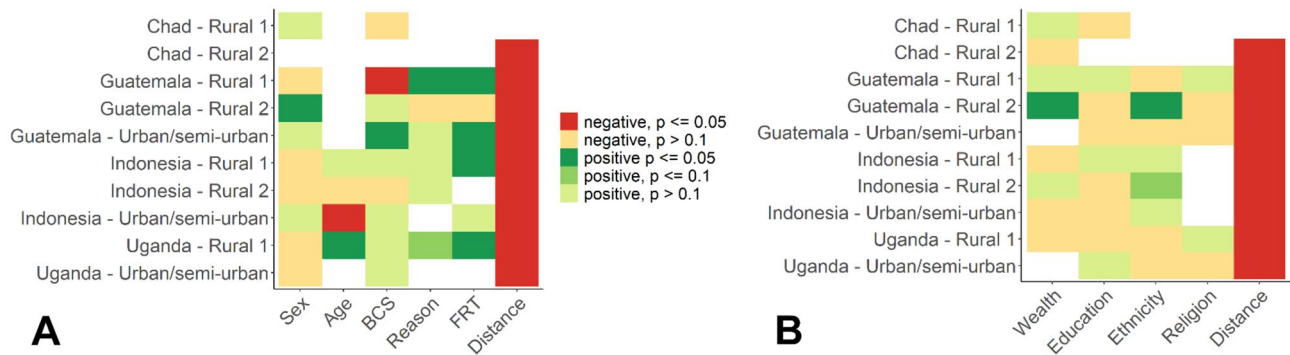 Chad - Rural 1
Chad - Rural 2
Guatemala - Rural 1
Guatemala - Rural 2
Guatemala - Urban/semi-urban
Indonesia - Rural 1
Indonesia - Rural 2
Indonesia - Urban/semi-urban
Uganda - Rural 1
Uganda - Urban/semi-urban
Sex
Age
BCS
Reason
FRT
Distance
A
negative, p <= 0.05
negative, p > 0.1
positive p <= 0.05
positive, p <= 0.1
positive, p > 0.1
Chad - Rural 1
Chad - Rural 2
Guatemala - Rural 1
Guatemala - Rural 2
Guatemala - Urban/semi-urban
Indonesia - Rural 1
Indonesia - Rural 2
Indonesia - Urban/semi-urban
Uganda - Rural 1
Uganda - Urban/semi-urban
Wealth
Education
Ethnicity
Religion
Distance
B